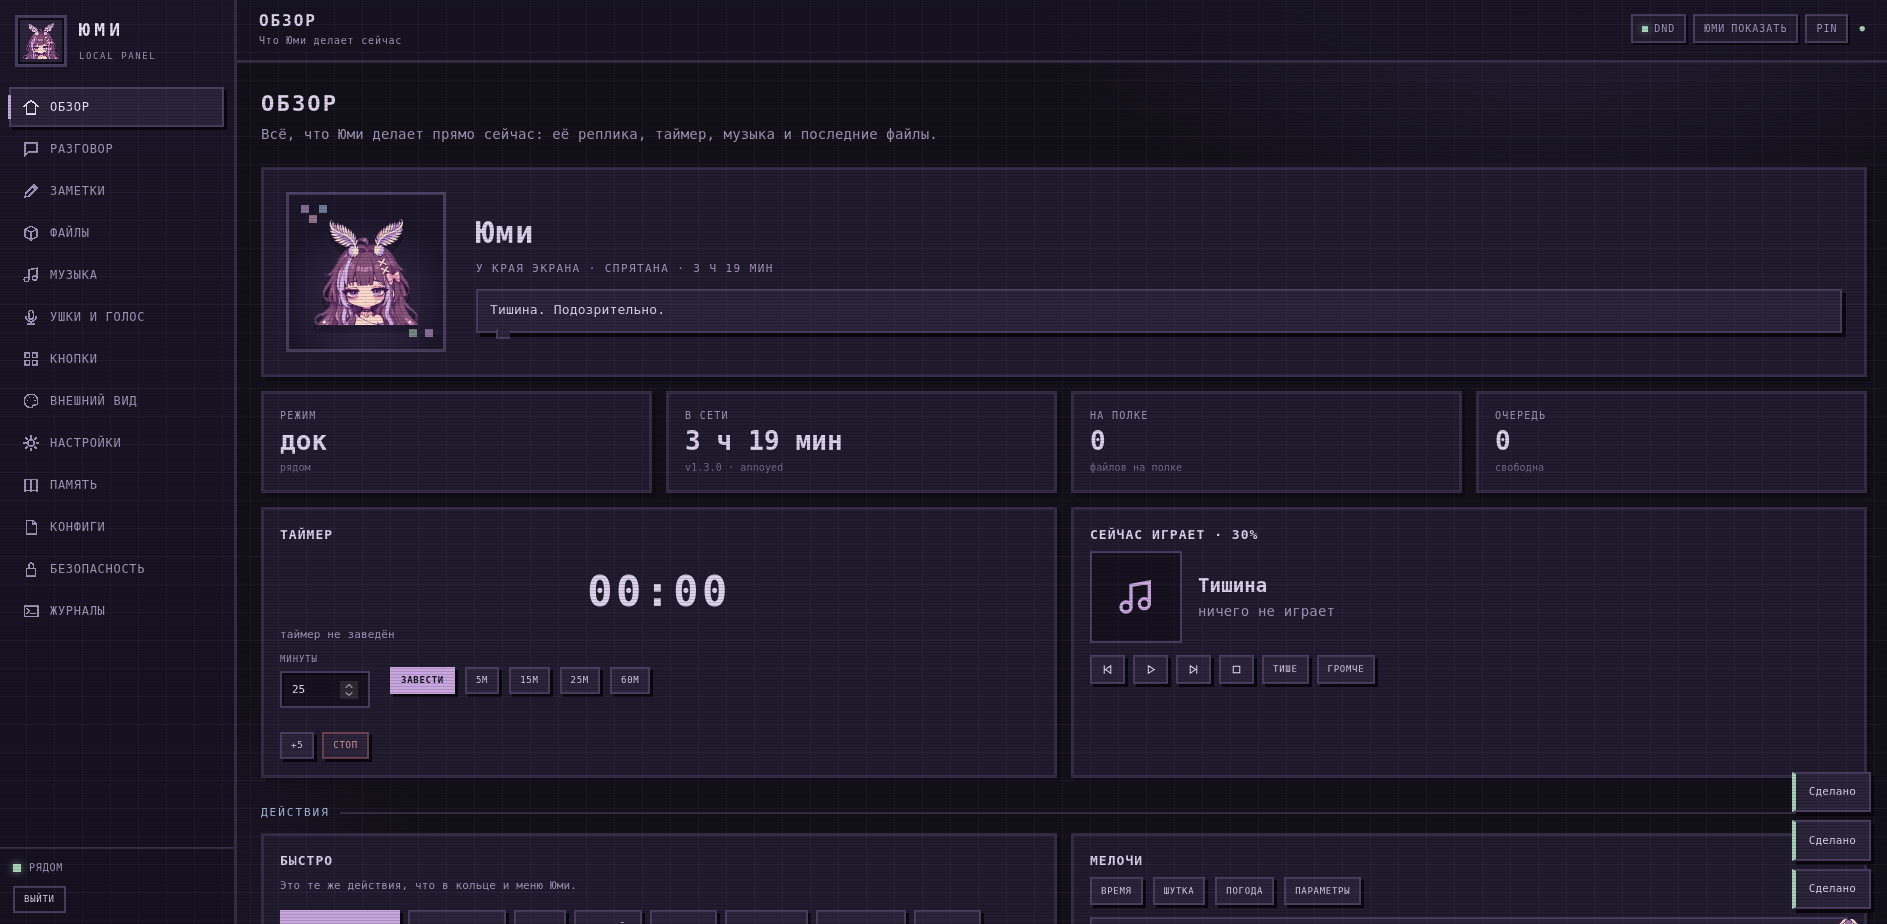 ЮМИ
LOCAL PANEL
ОБЗОР
РАЗГОВОР
ЗАМЕТКИ
ФАЙЛЫ
МУЗЫКА
УШКИ И ГОЛОС
КНОПКИ
ВНЕШНИЙ ВИД
НАСТРОЙКИ
ПАМЯТЬ
КОНФИГИ
БЕЗОПАСНОСТЬ
ЖУРНАЛЫ
РЯДОМ
ВЫЙТИ
ОБЗОР
Что Юми делает сейчас
DND
ЮМИ ПОКАЗАТЬ
PIN
ОБЗОР
Всё, что Юми делает прямо сейчас: её реплика, таймер, музыка и последние файлы.
Юми
У КРАЯ ЭКРАНА · СПРЯТАНА · 3 Ч 19 МИН
Тишина. Подозрительно.
РЕЖИМ
док
рядом
В СЕТИ
3 ч 19 мин
v1.3.0 · annoyed
НА ПОЛКЕ
0
файлов на полке
ОЧЕРЕДЬ
0
свободна
ТАЙМЕР
00:00
таймер не заведён
МИНУТЫ
25
ЗАВЕСТИ
5М
15М
25М
60М
+5
СТОП
СЕЙЧАС ИГРАЕТ · 30%
Тишина
ничего не играет
ТИШЕ
ГРОМЧЕ
ДЕЙСТВИЯ
БЫСТРО
Это те же действия, что в кольце и меню Юми.
МЕЛОЧИ
ВРЕМЯ
ШУТКА
ПОГОДА
ПАРАМЕТРЫ
Сделано
Сделано
Сделано